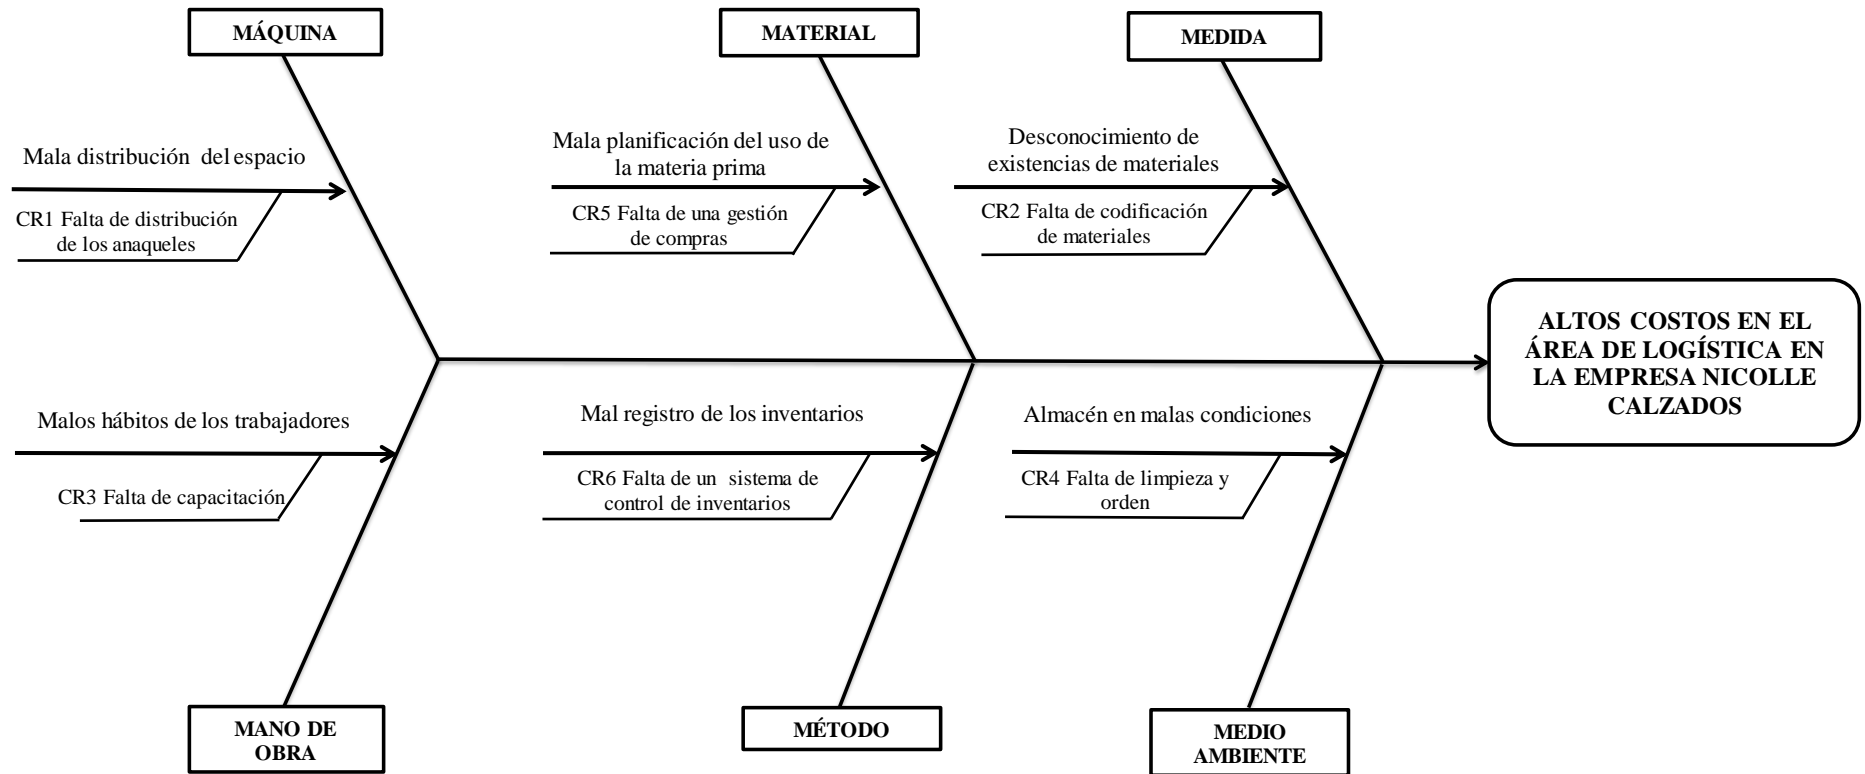 MÁQUINA
MATERIAL
MEDIDA
Mala distribución del espacio
CR1 Falta de distribución
de los anaqueles
Mala planificación del uso de
la materia prima
CR5 Falta de una gestión
de compras
Desconocimiento de
existencias de materiales
CR2 Falta de codificación
de materiales
ALTOS COSTOS EN EL
ÁREA DE LOGÍSTICA EN
LA EMPRESA NICOLLE
CALZADOS
Malos hábitos de los trabajadores
CR3 Falta de capacitación
Mal registro de los inventarios
CR6 Falta de un sistema de
control de inventarios
Almacén en malas condiciones
CR4 Falta de limpieza y
orden
MANO DE
OBRA
MÉTODO
MEDIO
AMBIENTE